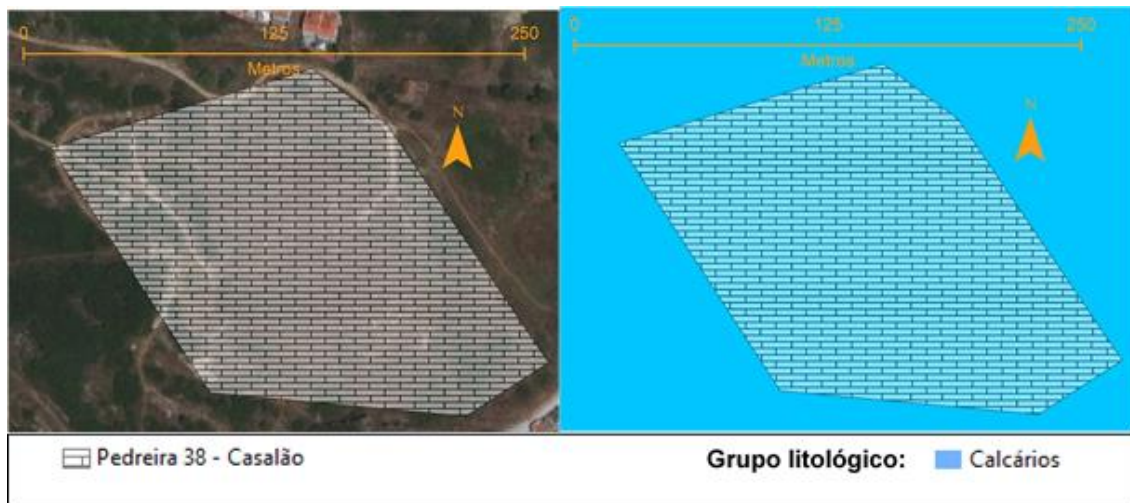 0 125 250
Metros
N
0 125 250
Metros
N
Pedreira 38 - Casalão
Grupo litológico: Calcários